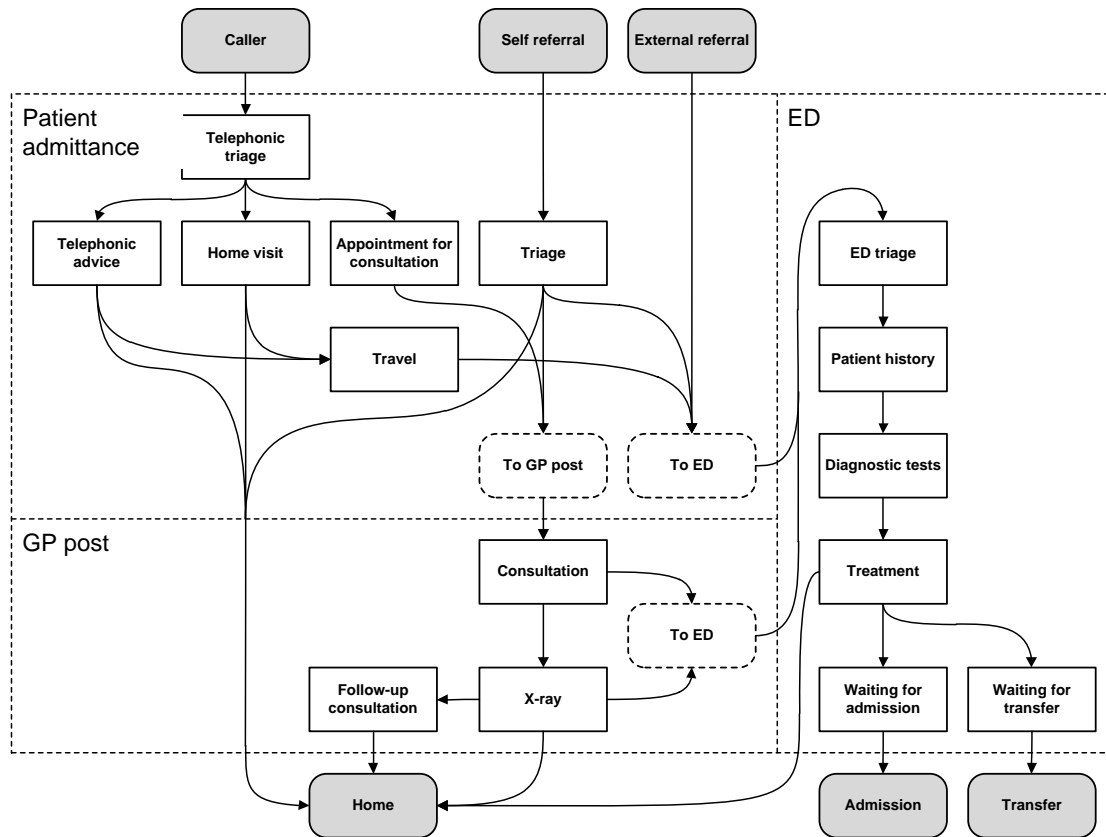 Caller
Self referral
External referral
Patient
admittance
ED
Telephonic
triage
Telephonic
advice
Home visit
Appointment for
consultation
Triage
ED triage
Travel
Patient history
To GP post
To ED
Diagnostic tests
GP post
Consultation
Treatment
To ED
Follow-up
consultation
X-ray
Waiting for
admission
Waiting for
transfer
Home
Admission
Transfer